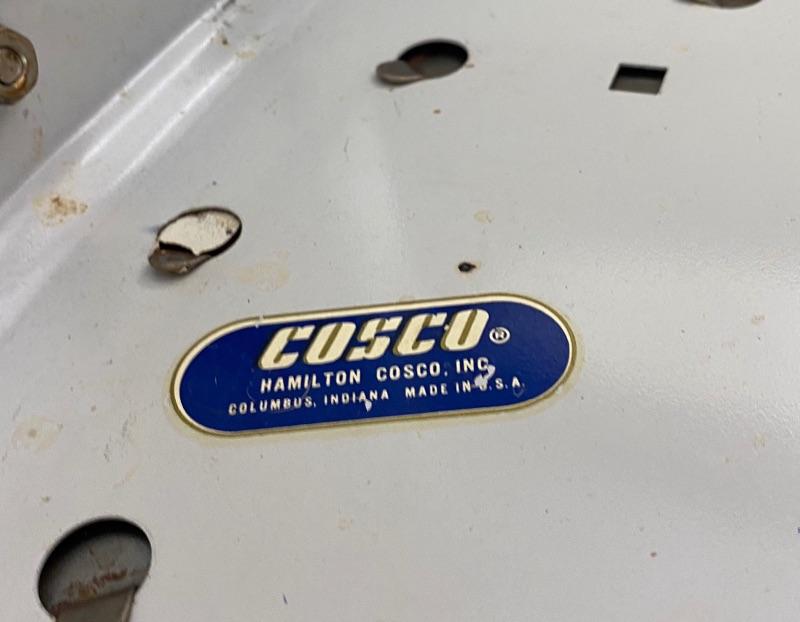 COSCO®
HAMILTON COSCO, INC.
COLUMBUS, INDIANA MADE IN U.S.A.